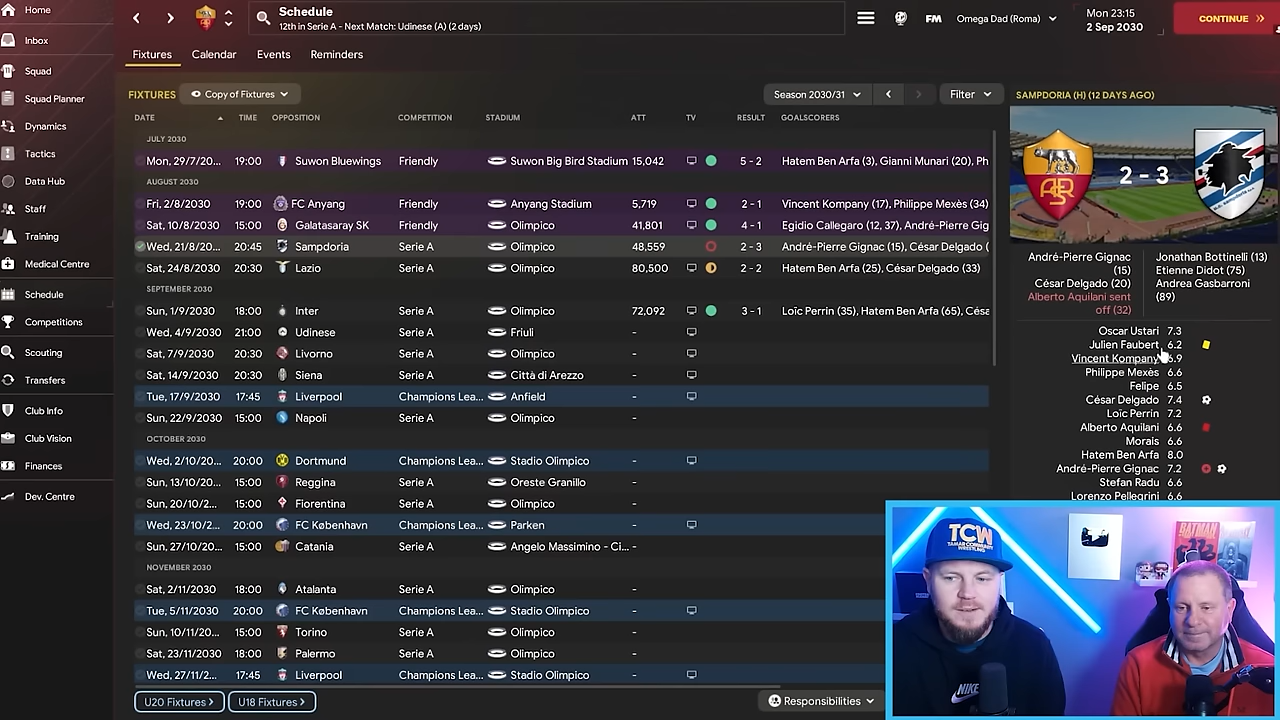 Home
Schedule
12th in Serie A - Next Match: Udinese (A) (2 days)
FM
Omega Dad (Roma)
Mon 23:15
2 Sep 2030
CONTINUE
Inbox
Squad
Squad Planner
Dynamics
Tactics
Data Hub
Staff
Training
Medical Centre
Schedule
Competitions
Scouting
Transfers
Club Info
Club Vision
Finances
Dev. Centre
Fixtures Calendar Events Reminders
FIXTURES Copy of Fixtures Season 2030/31 Filter
DATE TIME OPPOSITION COMPETITION STADIUM ATT TV RESULT GOALSCORERS
JULY 2030
Mon, 29/7/20... 19:00 Suwon Bluewings Friendly Suwon Big Bird Stadium 15,042 5 - 2 Hatem Ben Arfa (3), Gianni Munari (20), Ph
AUGUST 2030
Fri, 2/8/2030 19:00 FC Anyang Friendly Anyang Stadium 5,719 2 - 1 Vincent Kompany (17), Philippe Mexès (34)
Sat, 10/8/2030 15:00 Galatasaray SK Friendly Olimpico 41,801 4 - 1 Egidio Callegaro (12, 37), André-Pierre Gig
Wed, 21/8/20... 20:45 Sampdoria Serie A Olimpico 48,559 2 - 3 André-Pierre Gignac (15), César Delgado (
Sat, 24/8/2030 20:30 Lazio Serie A Olimpico 80,500 2 - 2 Hatem Ben Arfa (25), César Delgado (33)
SEPTEMBER 2030
Sun, 1/9/2030 18:00 Inter Serie A Olimpico 72,092 3 - 1 Loïc Perrin (35), Hatem Ben Arfa (65), Césa
Wed, 4/9/2030 21:00 Udinese Serie A Friuli -
Sat, 7/9/2030 20:30 Livorno Serie A Olimpico -
Sat, 14/9/2030 20:30 Siena Serie A Città di Arezzo -
Tue, 17/9/2030 17:45 Liverpool Champions Lea... Anfield -
Sun, 22/9/2030 15:00 Napoli Serie A Olimpico -
OCTOBER 2030
Wed, 2/10/20... 20:00 Dortmund Champions Lea... Stadio Olimpico -
Sun, 13/10/20... 15:00 Reggina Serie A Oreste Granillo -
Sun, 20/10/2... 15:00 Fiorentina Serie A Olimpico -
Wed, 23/10/2... 20:00 FC København Champions Lea... Parken -
Sun, 27/10/20... 15:00 Catania Serie A Angelo Massimino - Ci... -
NOVEMBER 2030
Sat, 2/11/2030 18:00 Atalanta Serie A Olimpico -
Tue, 5/11/2030 20:00 FC København Champions Lea... Stadio Olimpico -
Sun, 10/11/20... 15:00 Torino Serie A Olimpico -
Sat, 23/11/2030 18:00 Palermo Serie A Olimpico -
Wed, 27/11/2... 17:45 Liverpool Champions Lea... Stadio Olimpico -
U20 Fixtures U18 Fixtures Responsibilities
SAMPDORIA (H) (12 DAYS AGO)
2 - 3
André-Pierre Gignac
(15)
César Delgado (20)
Alberto Aquilani sent
off (32)
Jonathan Bottinelli (13)
Etienne Didot (75)
Andrea Gasbarroni
(89)
Oscar Ustari 7.3
Julien Faubert 6.2
Vincent Kompany 6.9
Philippe Mexès 6.6
Felipe 6.5
César Delgado 7.4
Loïc Perrin 7.2
Alberto Aquilani 6.6
Morais 6.6
Hatem Ben Arfa 8.0
André-Pierre Gignac 7.2
Stefan Radu 6.6
Lorenzo Pellegrini 6.6
TCW
TAMAR COMMUNITY
WRESTLING
NIKE
BATMAN